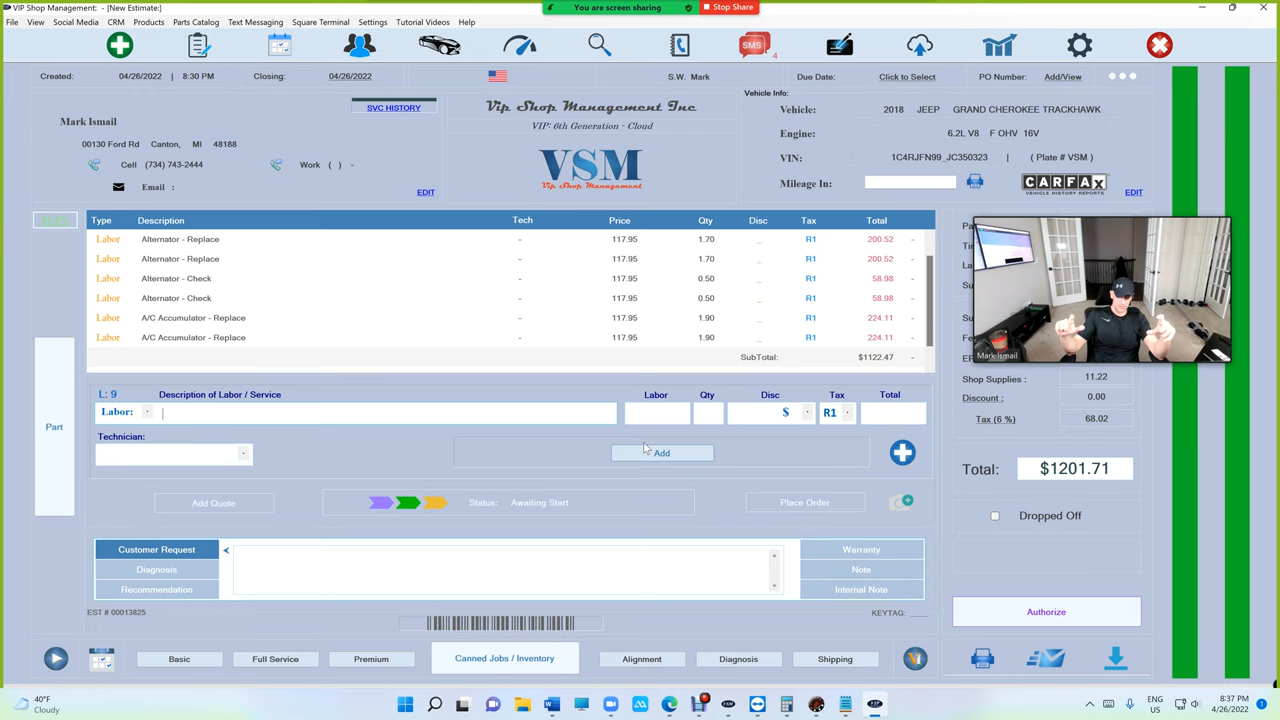 VIP Shop Management: - [New Estimate:]
You are screen sharing
Stop Share
File View Social Media CRM Products Parts Catalog Text Messaging Square Terminal Settings Tutorial Videos Help
SMS
4
Created: 04/26/2022 | 8:30 PM Closing: 04/26/2022 S.W. Mark Due Date: Click to Select PO Number: Add/View
SVC HISTORY
Mark Ismail
00130 Ford Rd Canton, MI 48188
Cell (734) 743-2444 Work ( ) -
Email :
EDIT
Vip Shop Management Inc
VIP: 6th Generation - Cloud
VSM
Vip Shop Management
Vehicle Info:
Vehicle: 2018 JEEP GRAND CHEROKEE TRACKHAWK
Engine: 6.2L V8 F OHV 16V
VIN: 1C4RJFN99_JC350323 | ( Plate # VSM )
Mileage In:
CARFAX
VEHICLE HISTORY REPORTS
EDIT
Type Description Tech Price Qty Disc Tax Total
Labor Alternator - Replace - 117.95 1.70 _ R1 200.52 -
Labor Alternator - Replace - 117.95 1.70 _ R1 200.52 -
Labor Alternator - Check - 117.95 0.50 _ R1 58.98 -
Labor Alternator - Check - 117.95 0.50 _ R1 58.98 -
Labor A/C Accumulator - Replace - 117.95 1.90 _ R1 224.11 -
Labor A/C Accumulator - Replace - 117.95 1.90 _ R1 224.11 -
SubTotal: $1122.47 -
Mark Ismail
Shop Supplies : 11.22
Discount : 0.00
Tax (6 %) 68.02
Total: $1201.71
Dropped Off
Authorize
Part
L: 9 Description of Labor / Service Labor Qty Disc Tax Total
Labor: $ R1
Technician:
Add
Add Quote Status: Awaiting Start Place Order
Customer Request
Diagnosis
Recommendation
Warranty
Note
Internal Note
EST # 00013825 KEYTAG: ____
Basic Full Service Premium Canned Jobs / Inventory Alignment Diagnosis Shipping
40°F
Cloudy
ENG
US
8:37 PM
4/26/2022